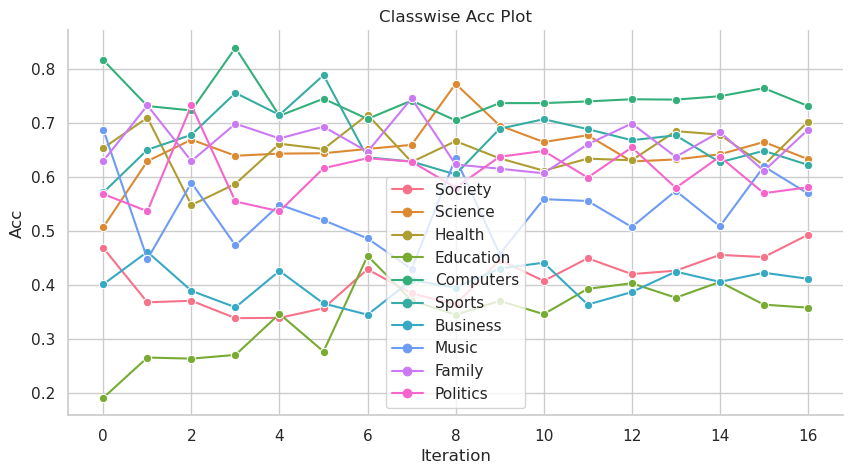 Classwise Acc Plot
Acc
0.8
0.7
0.6
0.5
0.4
0.3
0.2
Society
Science
Health
Education
Computers
Sports
Business
Music
Family
Politics
0 2 4 6 8 10 12 14 16
Iteration